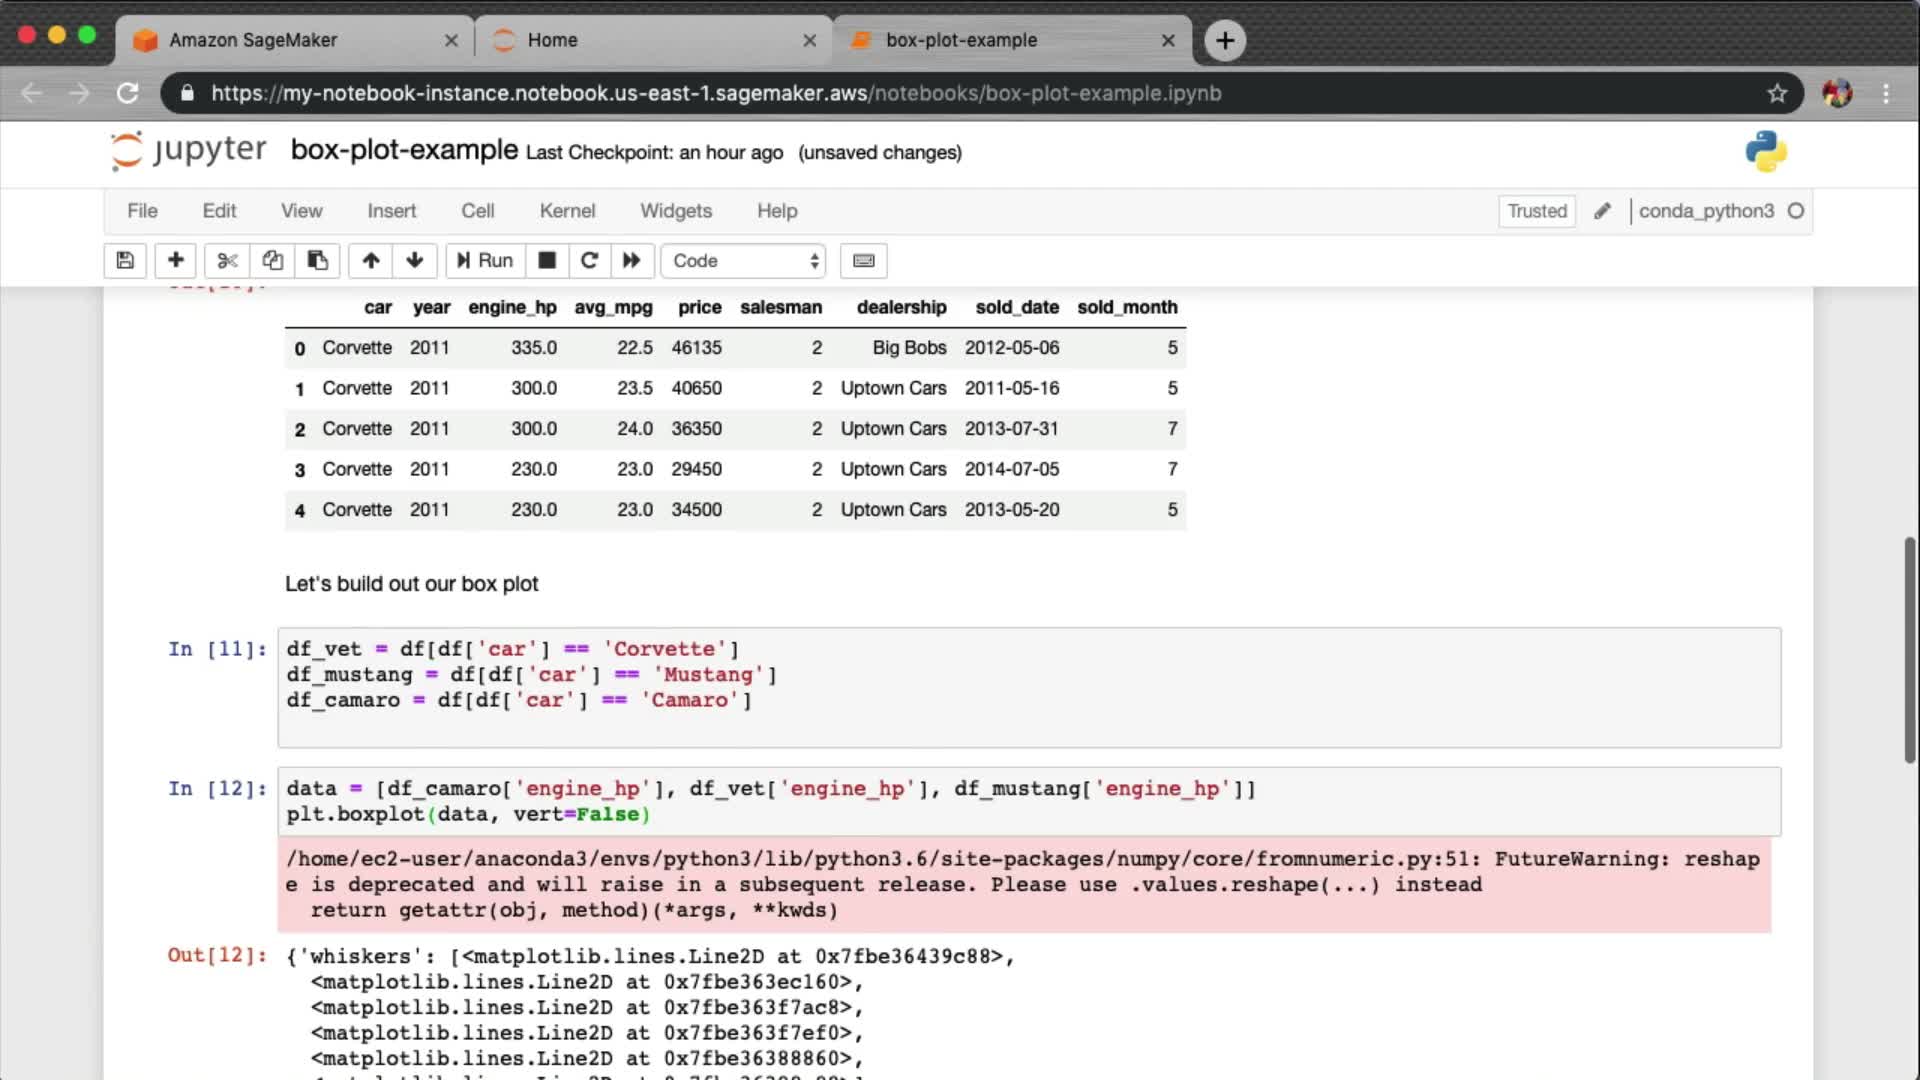 Amazon SageMaker
Home
box-plot-example
https://my-notebook-instance.notebook.us-east-1.sagemaker.aws/notebooks/box-plot-example.ipynb
jupyter box-plot-example Last Checkpoint: an hour ago (unsaved changes)
File Edit View Insert Cell Kernel Widgets Help Trusted conda_python3
Run Code
car year engine_hp avg_mpg price salesman dealership sold_date sold_month
0 Corvette 2011 335.0 22.5 46135 2 Big Bobs 2012-05-06 5
1 Corvette 2011 300.0 23.5 40650 2 Uptown Cars 2011-05-16 5
2 Corvette 2011 300.0 24.0 36350 2 Uptown Cars 2013-07-31 7
3 Corvette 2011 230.0 23.0 29450 2 Uptown Cars 2014-07-05 7
4 Corvette 2011 230.0 23.0 34500 2 Uptown Cars 2013-05-20 5
Let's build out our box plot
In [11]: df_vet = df[df['car'] == 'Corvette']
df_mustang = df[df['car'] == 'Mustang']
df_camaro = df[df['car'] == 'Camaro']
In [12]: data = [df_camaro['engine_hp'], df_vet['engine_hp'], df_mustang['engine_hp']]
plt.boxplot(data, vert=False)
/home/ec2-user/anaconda3/envs/python3/lib/python3.6/site-packages/numpy/core/fromnumeric.py:51: FutureWarning: reshap
e is deprecated and will raise in a subsequent release. Please use .values.reshape(...) instead
return getattr(obj, method)(*args, **kwds)
Out[12]: {'whiskers': [<matplotlib.lines.Line2D at 0x7fbe36439c88>,
<matplotlib.lines.Line2D at 0x7fbe363ec160>,
<matplotlib.lines.Line2D at 0x7fbe363f7ac8>,
<matplotlib.lines.Line2D at 0x7fbe363f7ef0>,
<matplotlib.lines.Line2D at 0x7fbe36388860>,